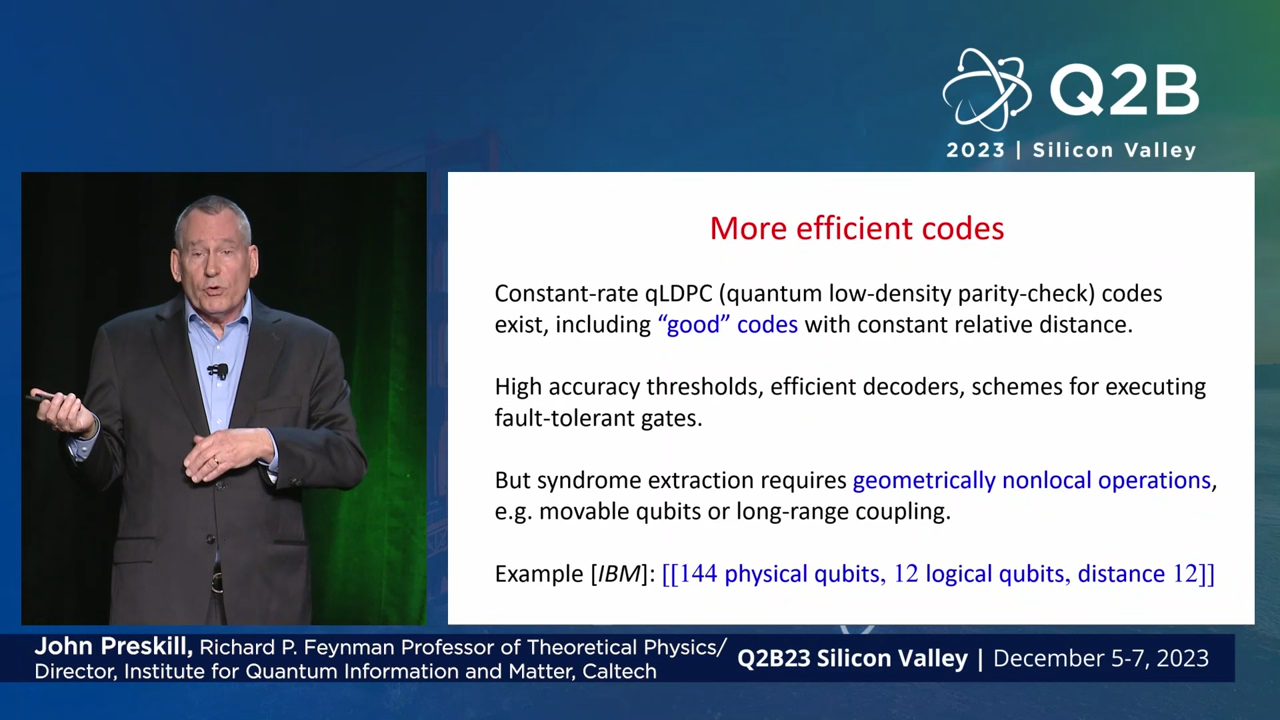 Q2B
2023 | Silicon Valley
More efficient codes
Constant-rate qLDPC (quantum low-density parity-check) codes
exist, including “good” codes with constant relative distance.
High accuracy thresholds, efficient decoders, schemes for executing
fault-tolerant gates.
But syndrome extraction requires geometrically nonlocal operations,
e.g. movable qubits or long-range coupling.
Example [IBM]: [[144 physical qubits, 12 logical qubits, distance 12]]
John Preskill, Richard P. Feynman Professor of Theoretical Physics/
Director, Institute for Quantum Information and Matter, Caltech
Q2B23 Silicon Valley | December 5-7, 2023